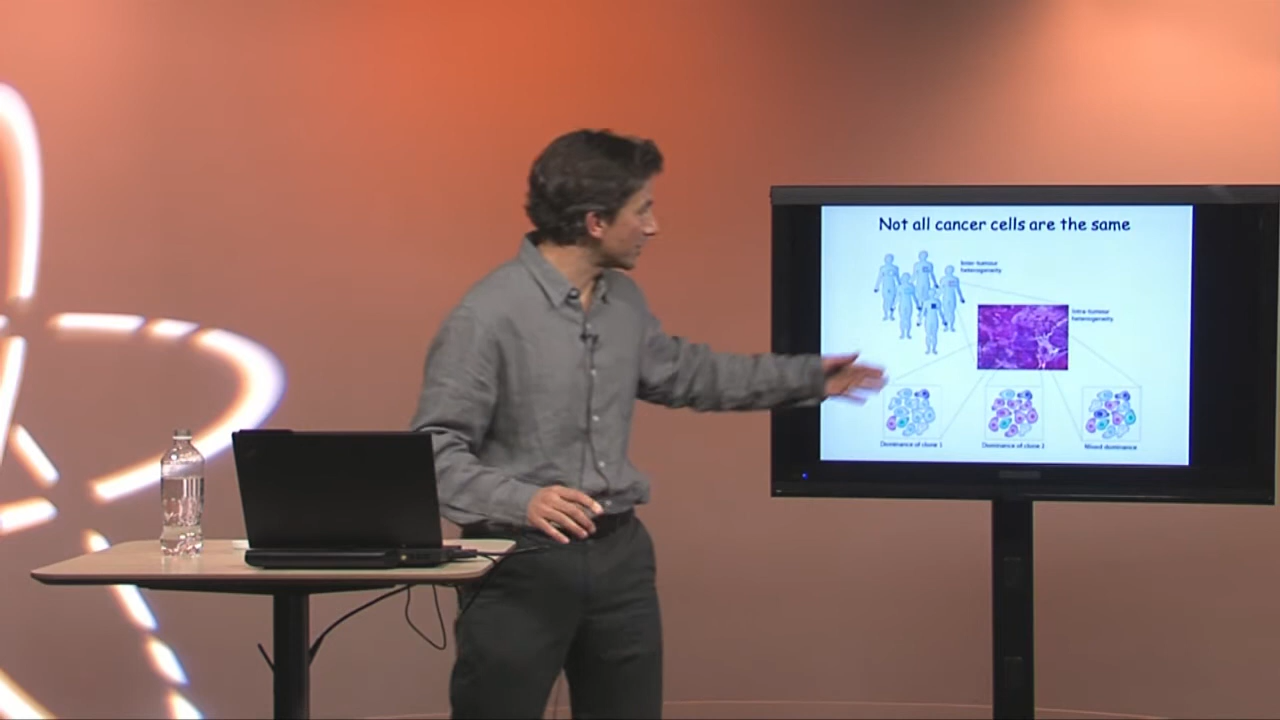 Not all cancer cells are the same
Inter-tumour
heterogeneity
Intra-tumour
heterogeneity
Dominance of clone 1
Dominance of clone 2
Mixed dominance